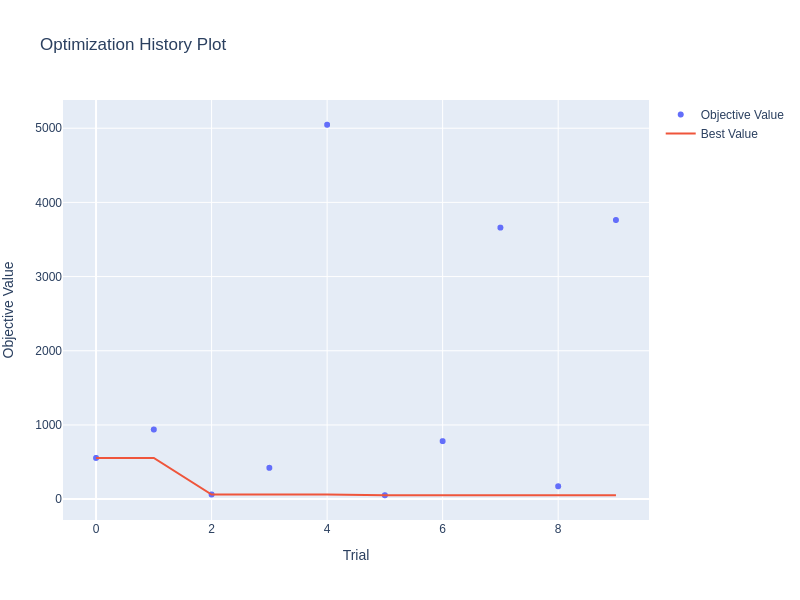 Optimization History Plot
Objective Value
Best Value
5000
4000
3000
2000
1000
0
Objective Value
0 2 4 6 8
Trial